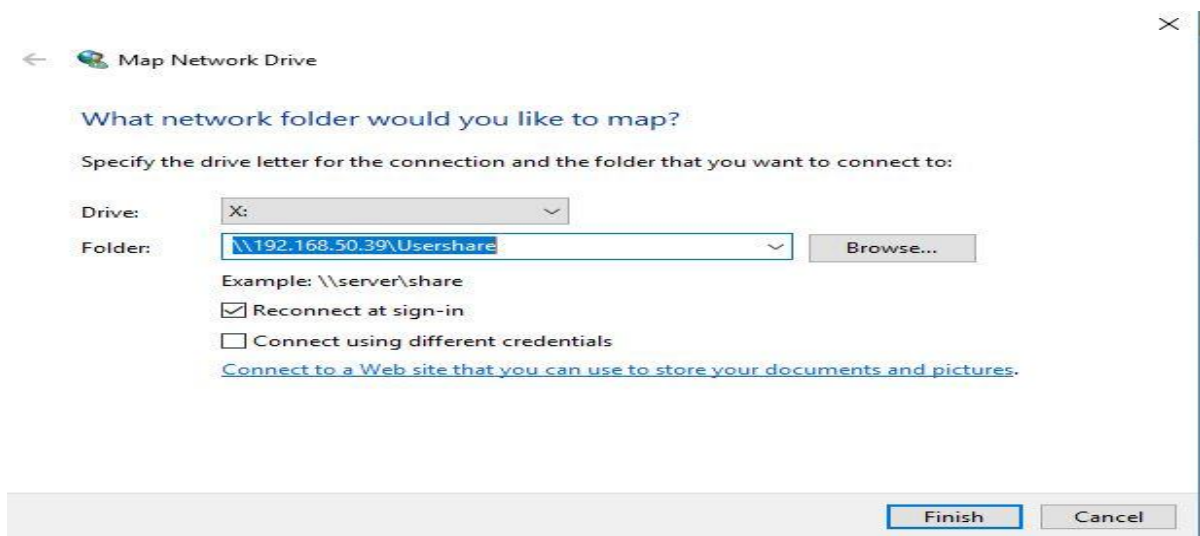 Map Network Drive
What network folder would you like to map?
Specify the drive letter for the connection and the folder that you want to connect to:
Drive: X:
Folder: \\192.168.50.39\Usershare Browse...
Example: \\server\share
Reconnect at sign-in
Connect using different credentials
Connect to a Web site that you can use to store your documents and pictures.
Finish Cancel